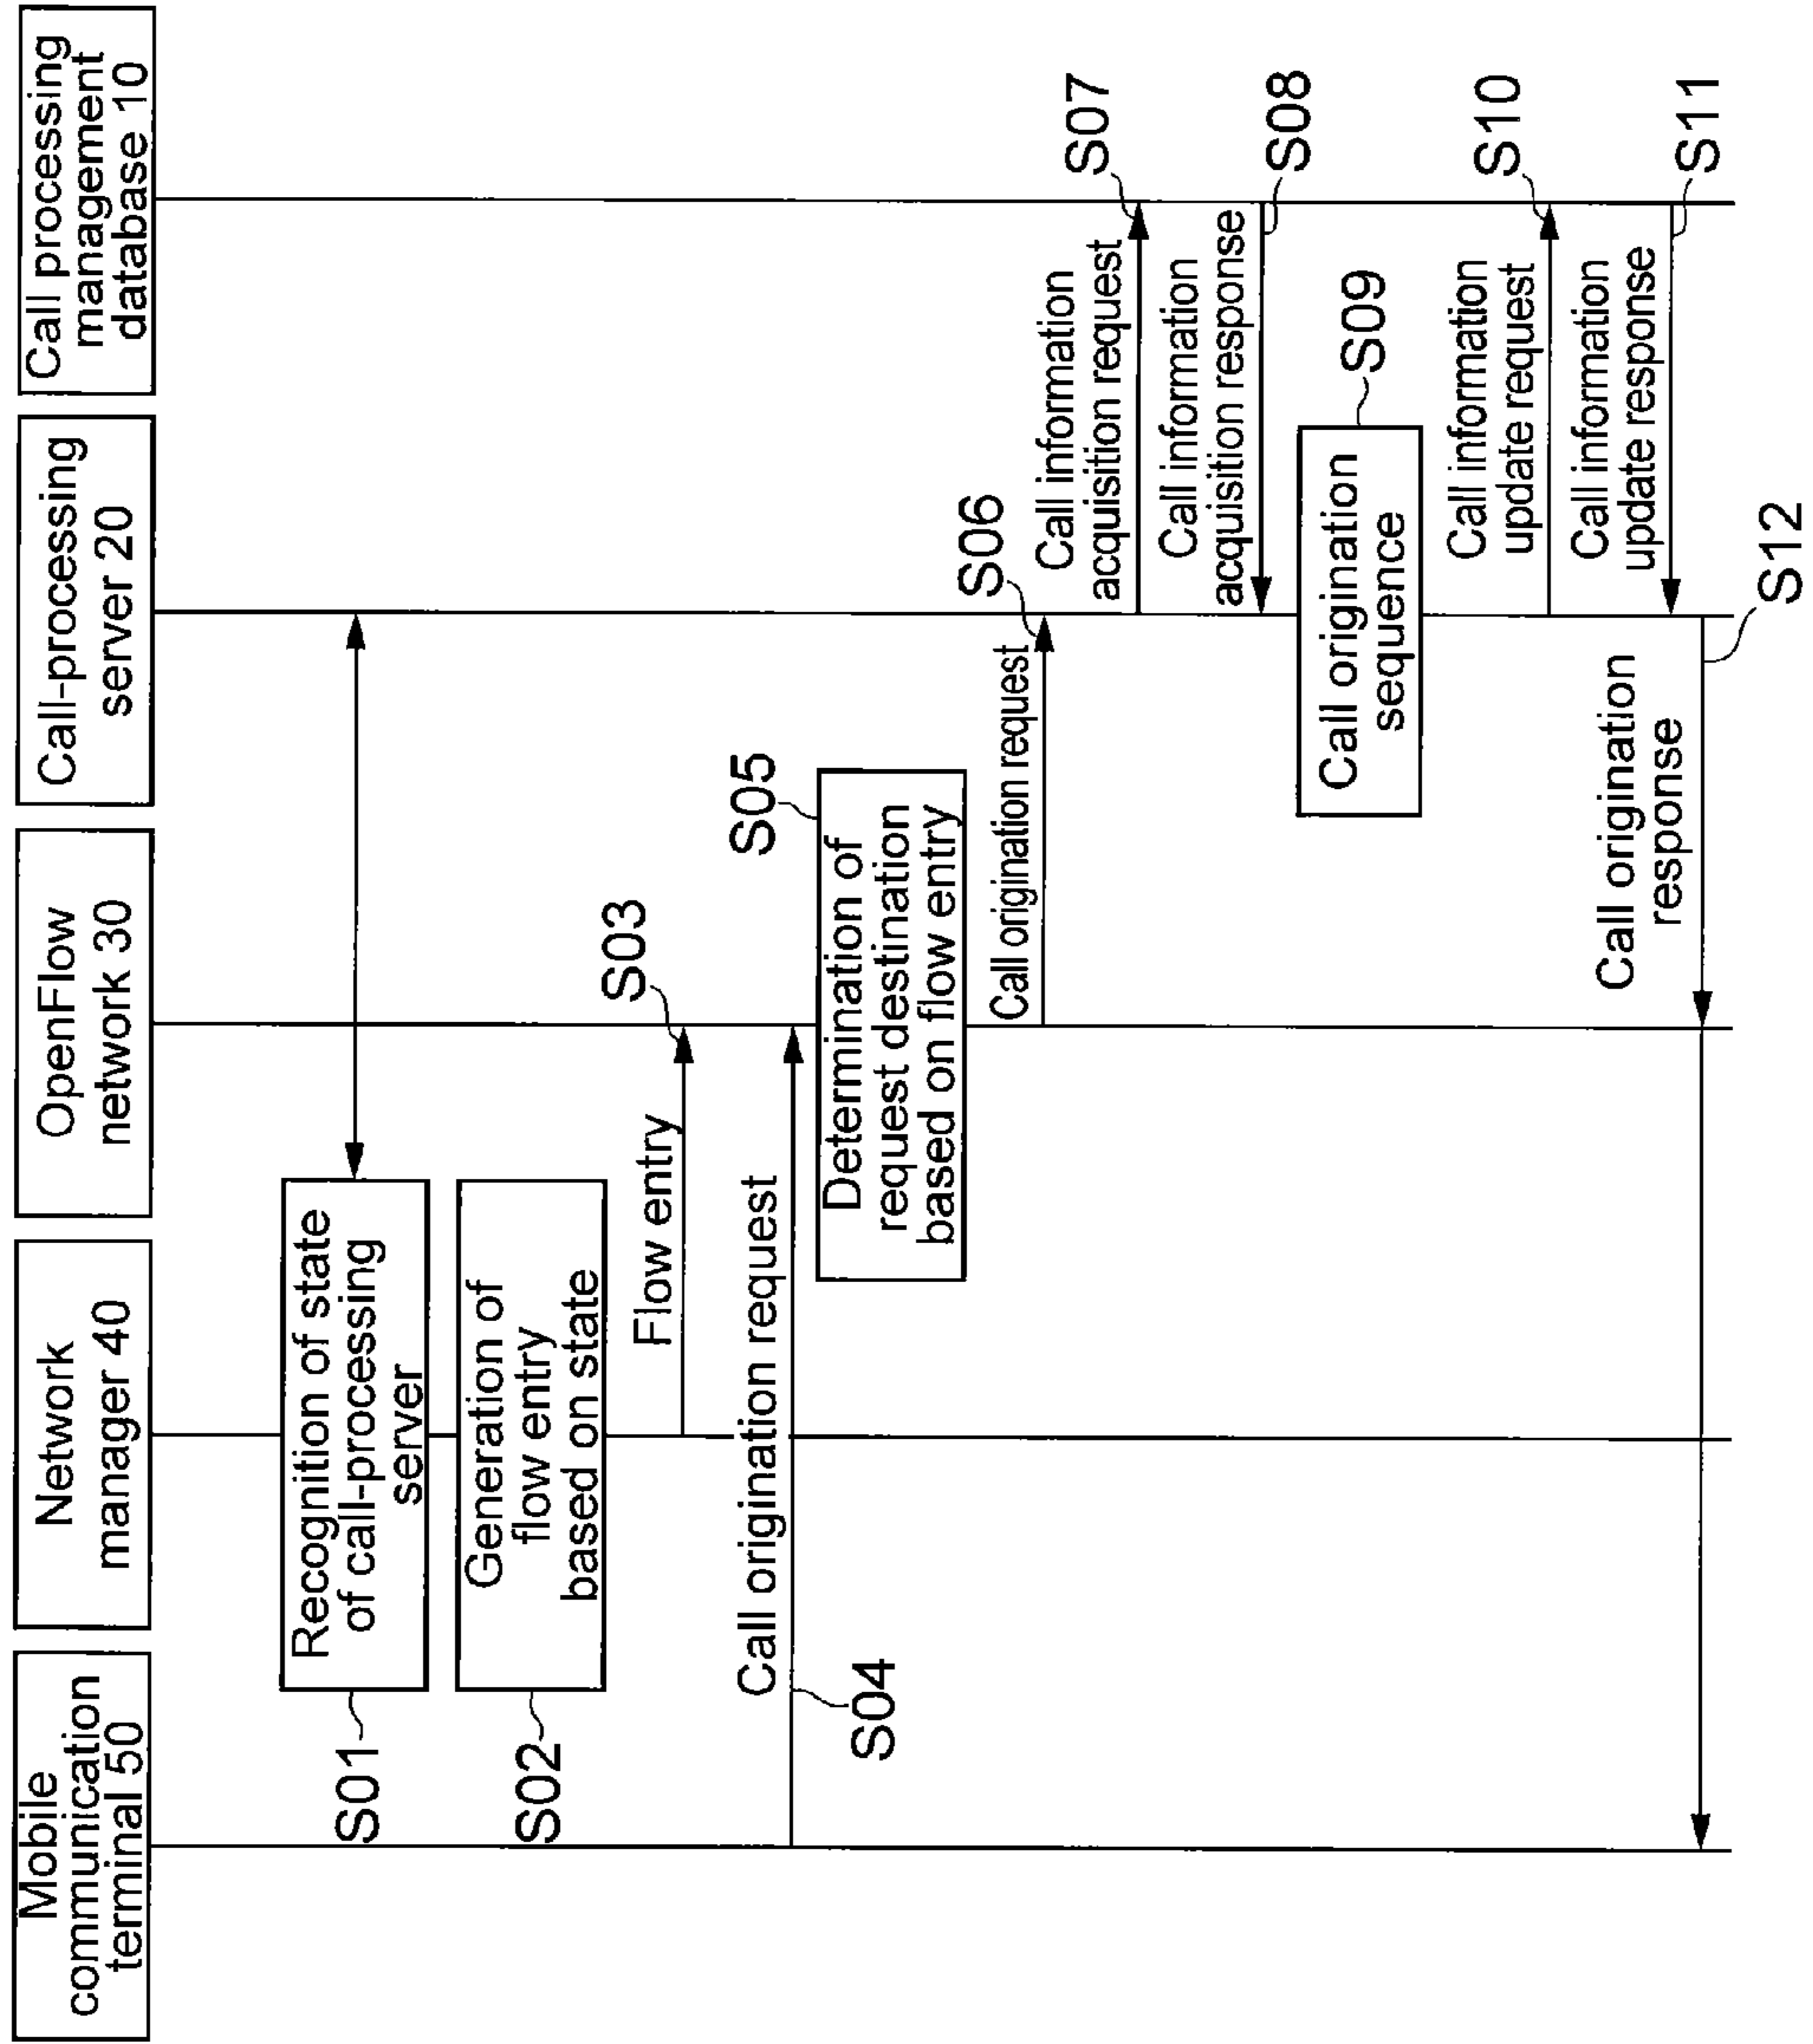 Mobile
communication
terminal 50
Network
manager 40
OpenFlow
network 30
Call-processing
server 20
Call processing
management
database 10
Recognition of state
of call-processing
server
S01
Generation of
flow entry
based on state
S02
Flow entry
S03
Call origination request
S04
Determination of
request destination
based on flow entry
S05
Call origination request
S06
Call information
acquisition request
S07
Call information
acquisition response
S08
Call origination
sequence
S09
Call information
update request
S10
Call information
update response
S11
Call origination
response
S12